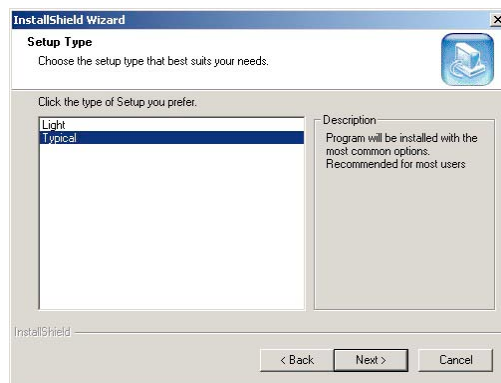 InstallShield Wizard
Setup Type
Choose the setup type that best suits your needs.
Click the type of Setup you prefer.
Light
Typical
Description
Program will be installed with the
most common options.
Recommended for most users
InstallShield
< Back
Next >
Cancel